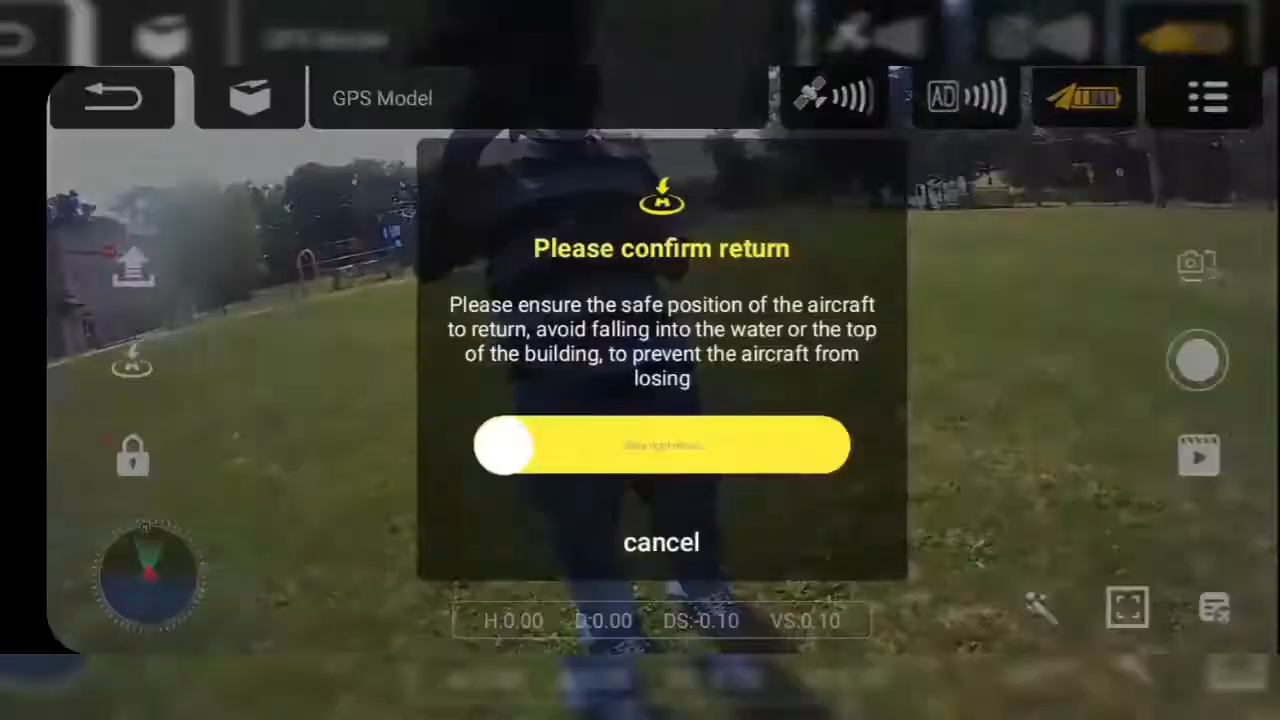 GPS Model
AD
Please confirm return
Please ensure the safe position of the aircraft
to return, avoid falling into the water or the top
of the building, to prevent the aircraft from
losing
cancel
H:0.00 D:0.00 DS:-0.10 VS:0.10